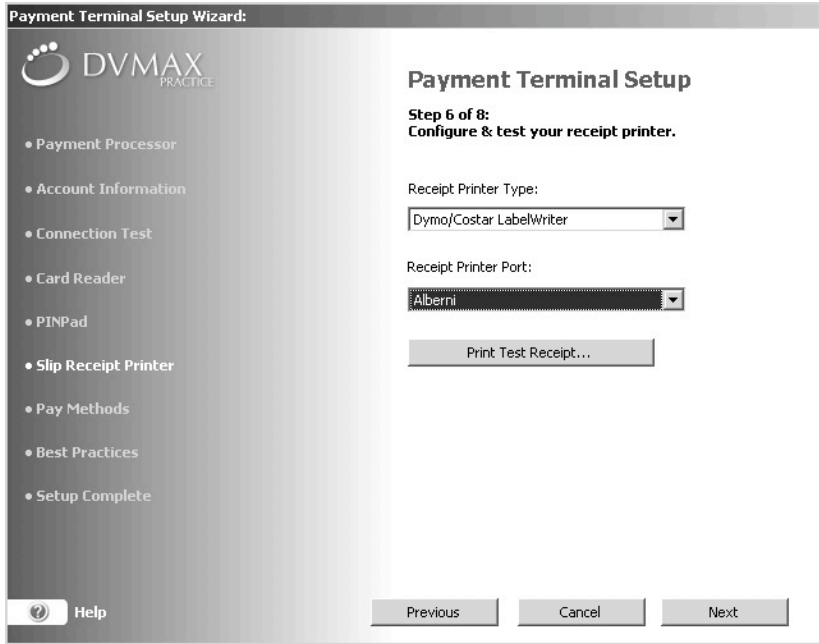 Payment Terminal Setup Wizard:
DVMAX
PRACTICE
• Payment Processor
• Account Information
• Connection Test
• Card Reader
• PINPad
• Slip Receipt Printer
• Pay Methods
• Best Practices
• Setup Complete
? Help
Payment Terminal Setup
Step 6 of 8:
Configure & test your receipt printer.
Receipt Printer Type:
Dymo/Costar LabelWriter
Receipt Printer Port:
Alberni
Print Test Receipt...
Previous Cancel Next